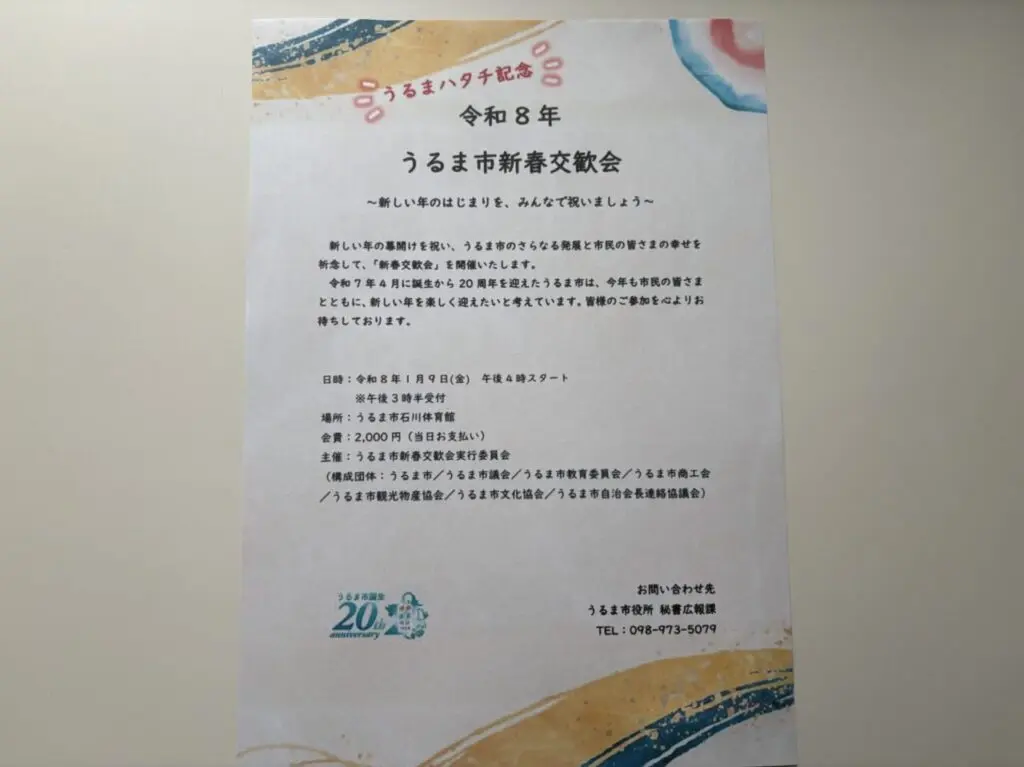 うるまハタチ記念
令和8年
うるま市新春交歓会
～新しい年のはじまりを、みんなで祝いましょう～
新しい年の幕開けを祝い、うるま市のさらなる発展と市民の皆さまの幸せを
祈念して、「新春交歓会」を開催いたします。
令和7年4月に誕生から20周年を迎えたうるま市は、今年も市民の皆さま
とともに、新しい年を楽しく迎えたいと考えています。皆様のご参加を心よりお
待ちしております。
日時：令和8年1月9日(金)　午後4時スタート
※午後3時半受付
場所：うるま市石川体育館
会費：2,000円（当日お支払い）
主催：うるま市新春交歓会実行委員会
（構成団体：うるま市／うるま市議会／うるま市教育委員会／うるま市商工会
／うるま市観光物産協会／うるま市文化協会／うるま市自治会長連絡協議会）
うるま市誕生
20th
anniversary
お問い合わせ先
うるま市役所 秘書広報課
TEL：098-973-5079